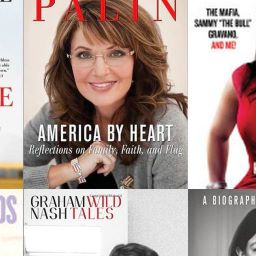 PALIN
THE MAFIA,
SAMMY "THE BULL"
GRAVANO,
AND ME!
AMERICA BY HEART
Reflections on Family, Faith, and Flag
GRAHAM WILD
NASH TALES
A BIOGRAPH